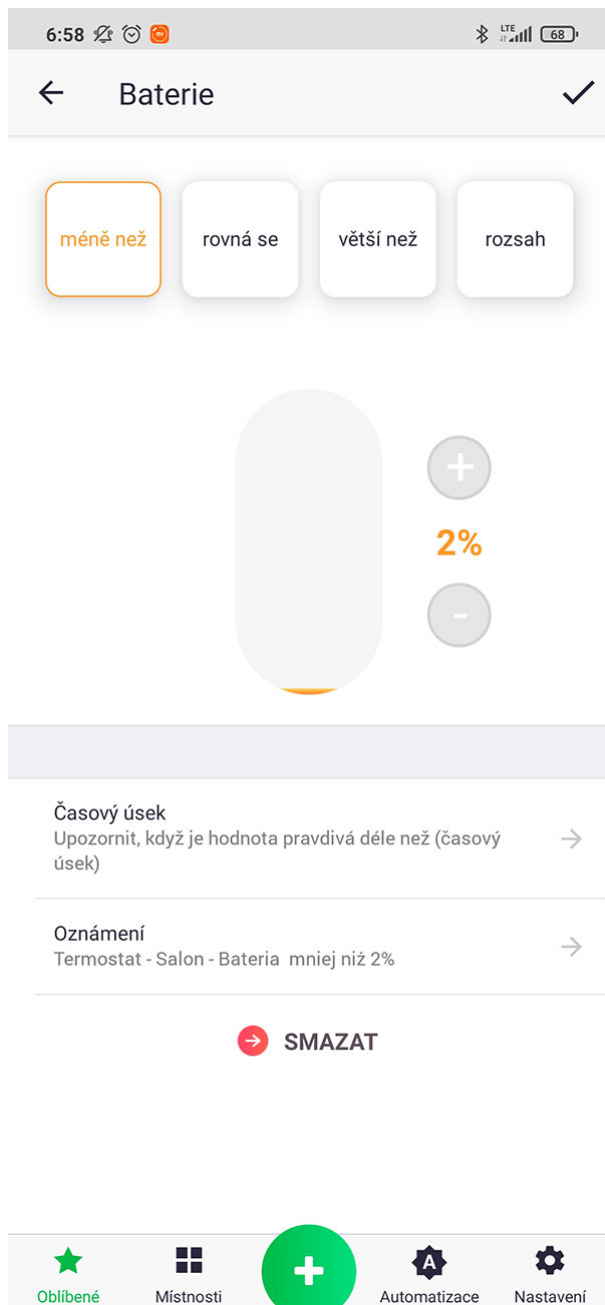 6:58
LTE
68
Baterie
méně než
rovná se
větší než
rozsah
+
2%
-
Časový úsek
Upozornit, když je hodnota pravdivá déle než (časový
úsek)
Oznámení
Termostat - Salon - Bateria  mniej niż 2%
SMAZAT
Oblíbené
Místnosti
+
A
Automatizace
Nastavení